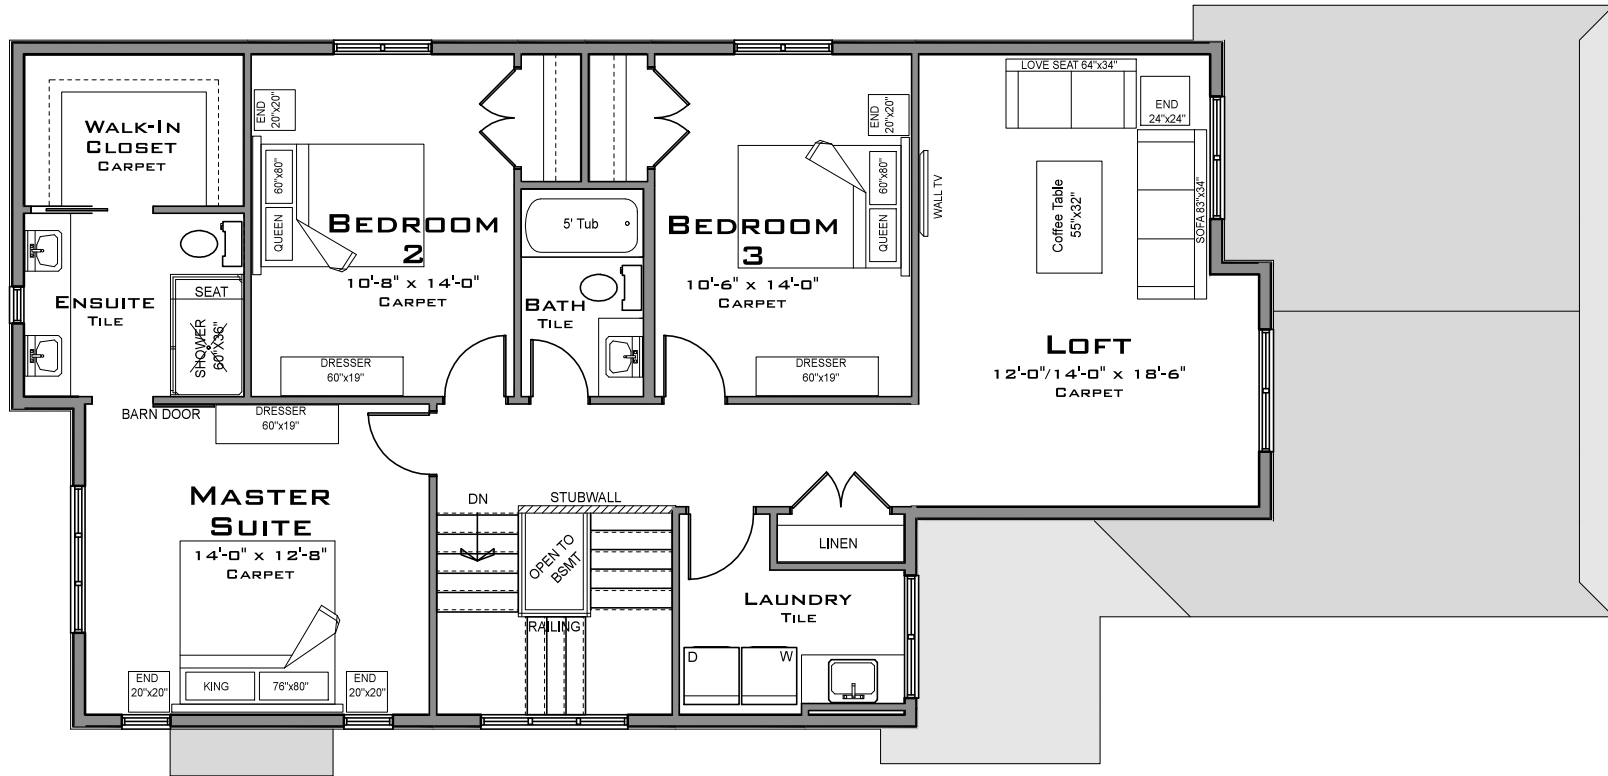 WALK-IN
CLOSET
CARPET
END
20"x20"
60"x80"
QUEEN
BEDROOM
2
10'-8" x 14'-0"
CARPET
DRESSER
60"x19"
5' Tub
BATH
TILE
END
20"x20"
60"x80"
QUEEN
BEDROOM
3
10'-6" x 14'-0"
CARPET
DRESSER
60"x19"
WALL TV
LOVE SEAT 64"x34"
END
24"x24"
Coffee Table
55"x32"
SOFA 83"x34"
LOFT
12'-0"/14'-0" x 18'-6"
CARPET
ENSUITE
TILE
SEAT
SHOWER
60"X36"
BARN DOOR
DRESSER
60"x19"
MASTER
SUITE
14'-0" x 12'-8"
CARPET
END
20"x20"
KING
76"x80"
END
20"x20"
DN
STUBWALL
OPEN TO
BSMT
RAILING
LINEN
LAUNDRY
TILE
D
W